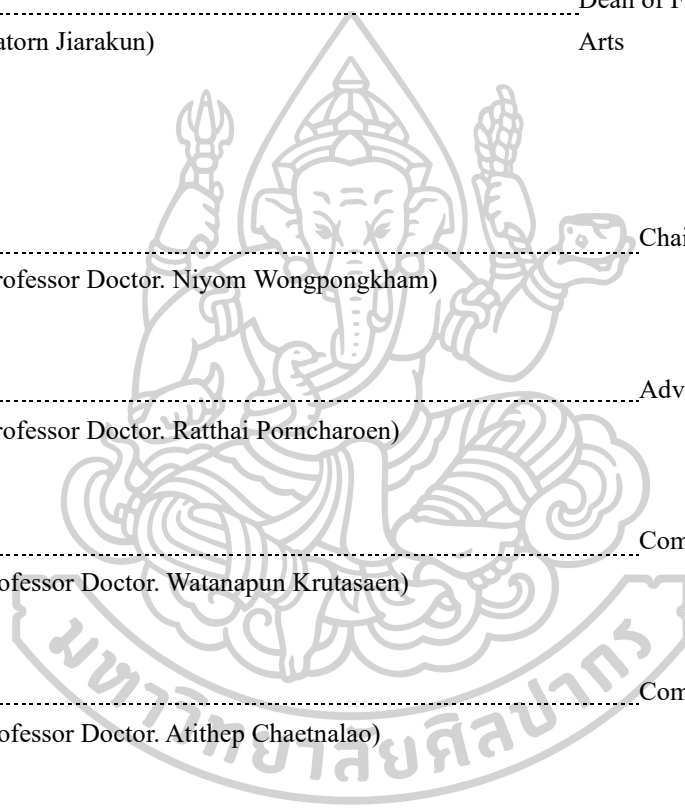 Dean of
atorn Jiarakun) Arts
Chai
rofessor Doctor. Niyom Wongpongkham)
Adv
rofessor Doctor. Ratthai Porncharoen)
Com
ofessor Doctor. Watanapun Krutasaen)
Com
ofessor Doctor. Atithep Chaetnalao)
มหาวิทยาลัยศิลปากร